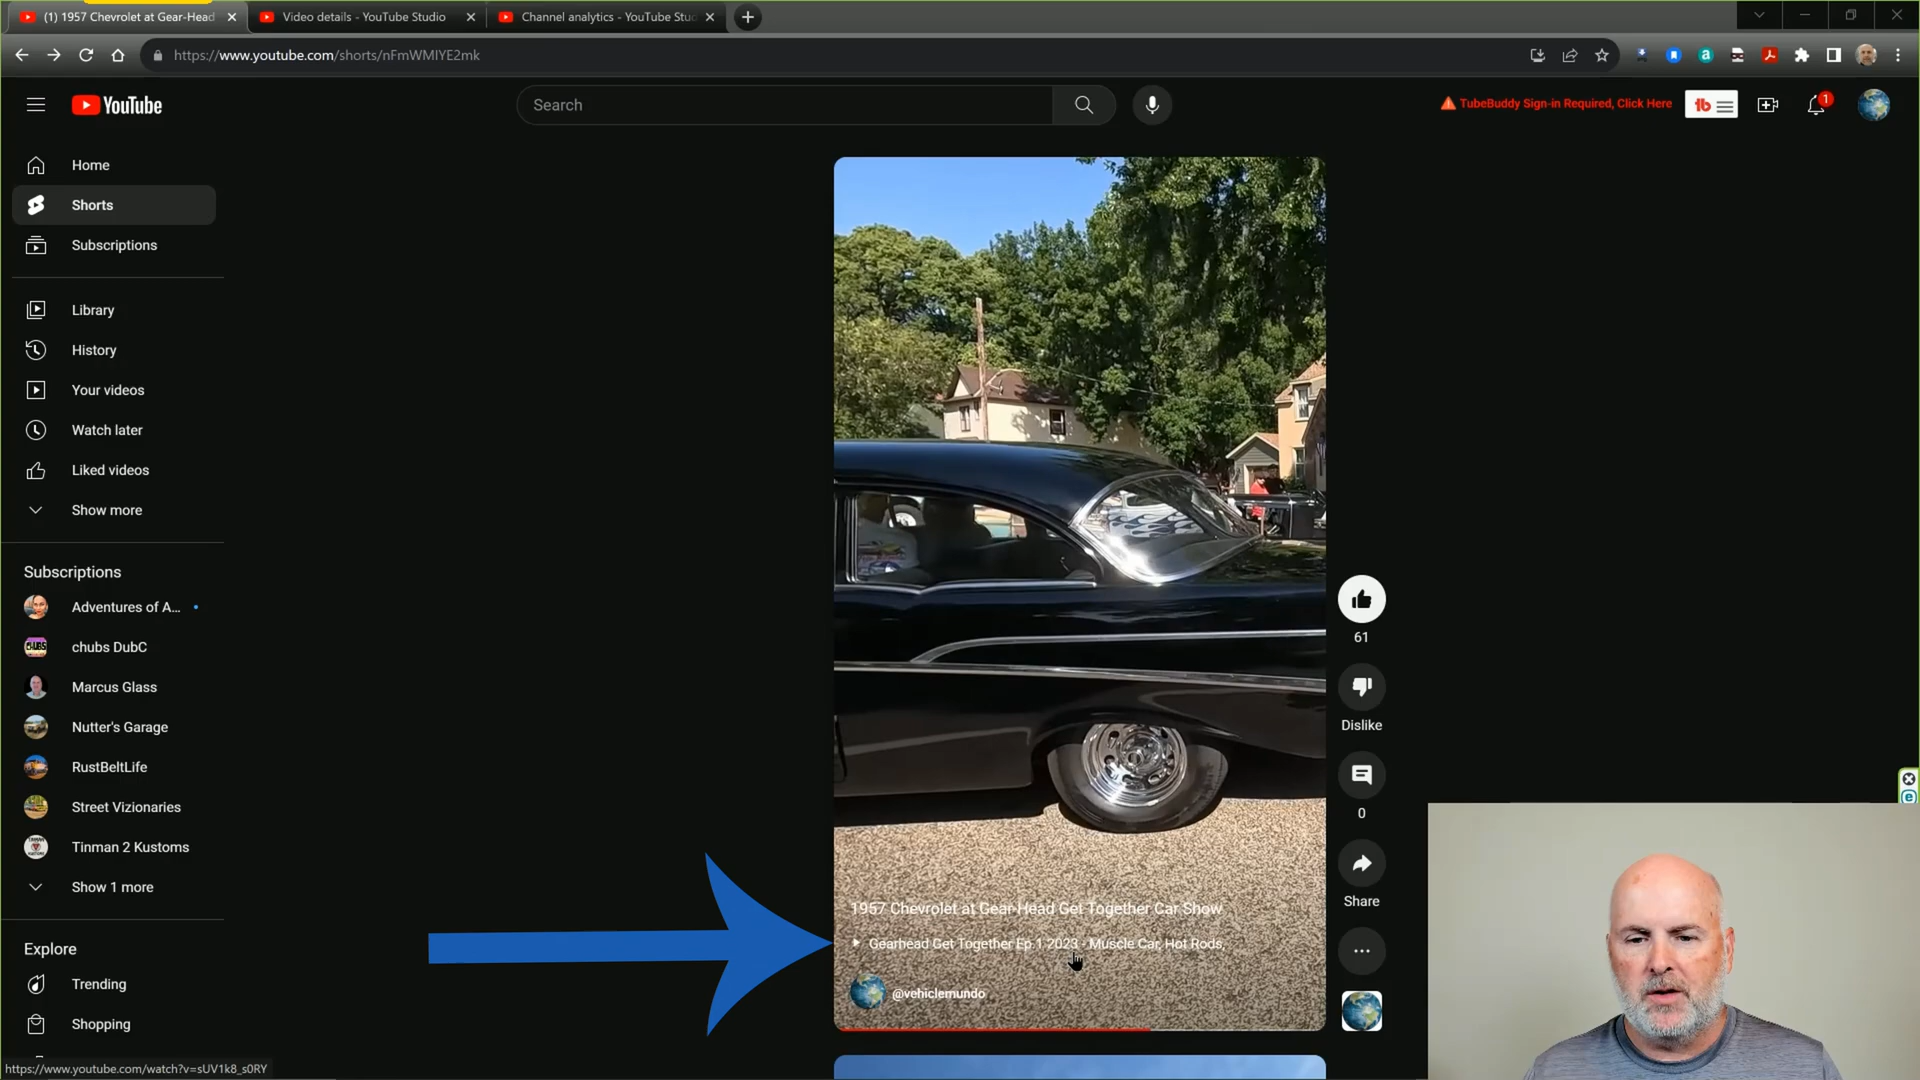 (1) 1957 Chevrolet at Gear-Head
Video details - YouTube Studio
Channel analytics - YouTube Stud
https://www.youtube.com/shorts/nFmWMIYE2mk
YouTube
Search
TubeBuddy Sign-in Required, Click Here
tb
1
Home
Shorts
Subscriptions
Library
History
Your videos
Watch later
Liked videos
Show more
Subscriptions
Adventures of A...
chubs DubC
Marcus Glass
Nutter's Garage
RustBeltLife
Street Vizionaries
Tinman 2 Kustoms
Show 1 more
Explore
Trending
Shopping
https://www.youtube.com/watch?v=sUV1k8_s0RY
61
Dislike
0
Share
1957 Chevrolet at Gear-Head Get Together Car Show
Gearhead Get Together Ep.1 2023 - Muscle Car, Hot Rods,
@vehiclemundo